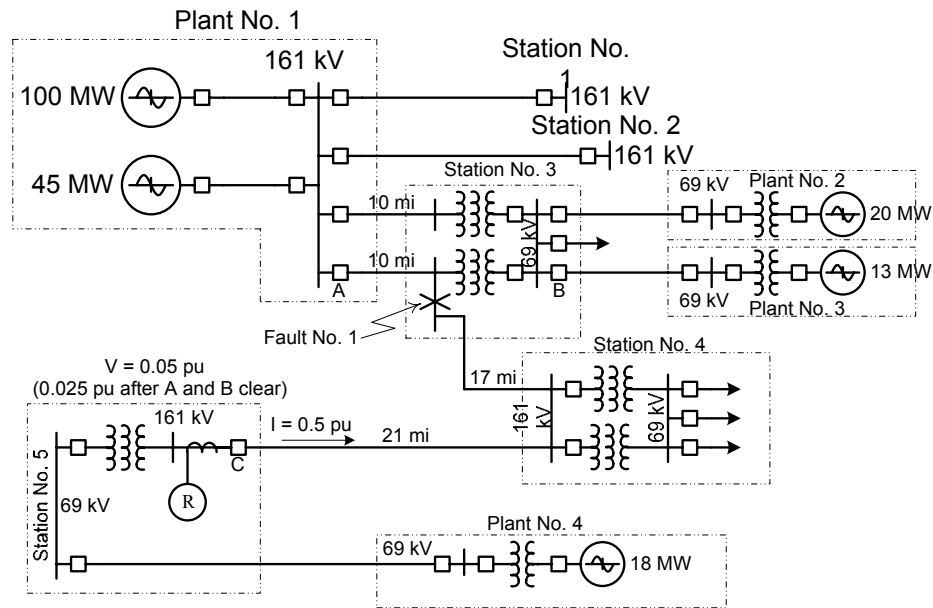 Plant No. 1
161 kV
100 MW
45 MW
Station No.
1
161 kV
Station No. 2
161 kV
Station No. 3
10 mi
10 mi
A
69 kV
B
69 kV
Plant No. 2
20 MW
69 kV
13 MW
Plant No. 3
Fault No. 1
Station No. 4
17 mi
161
kV
69 kV
V = 0.05 pu
(0.025 pu after A and B clear)
161 kV
I = 0.5 pu
21 mi
C
R
Station No. 5
69 kV
Plant No. 4
69 kV
18 MW